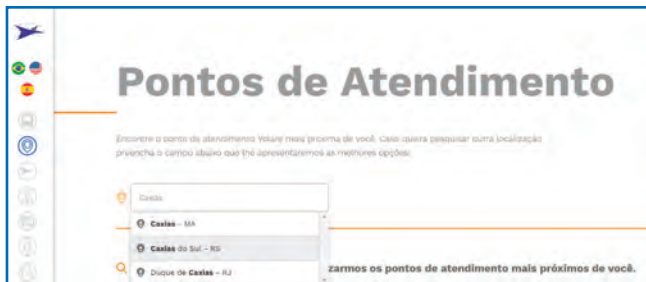 Pontos de Atendimento
Encontre o ponto de atendimento Volare mais próxima de você. Caso queira pesquisar outra localização
preencha o campo abaixo que lhe apresentaremos as melhores opções:
Caxias
Caxias - MA
Caxias do Sul - RS
Duque de Caxias - RJ
zarmos os pontos de atendimento mais próximos de você.